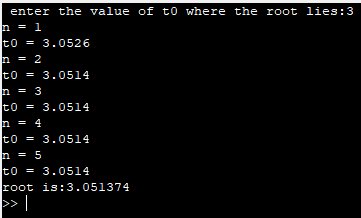 enter the value of t0 where the root lies:3
n = 1
t0 = 3.0526
n = 2
t0 = 3.0514
n = 3
t0 = 3.0514
n = 4
t0 = 3.0514
n = 5
t0 = 3.0514
root is:3.051374
>>